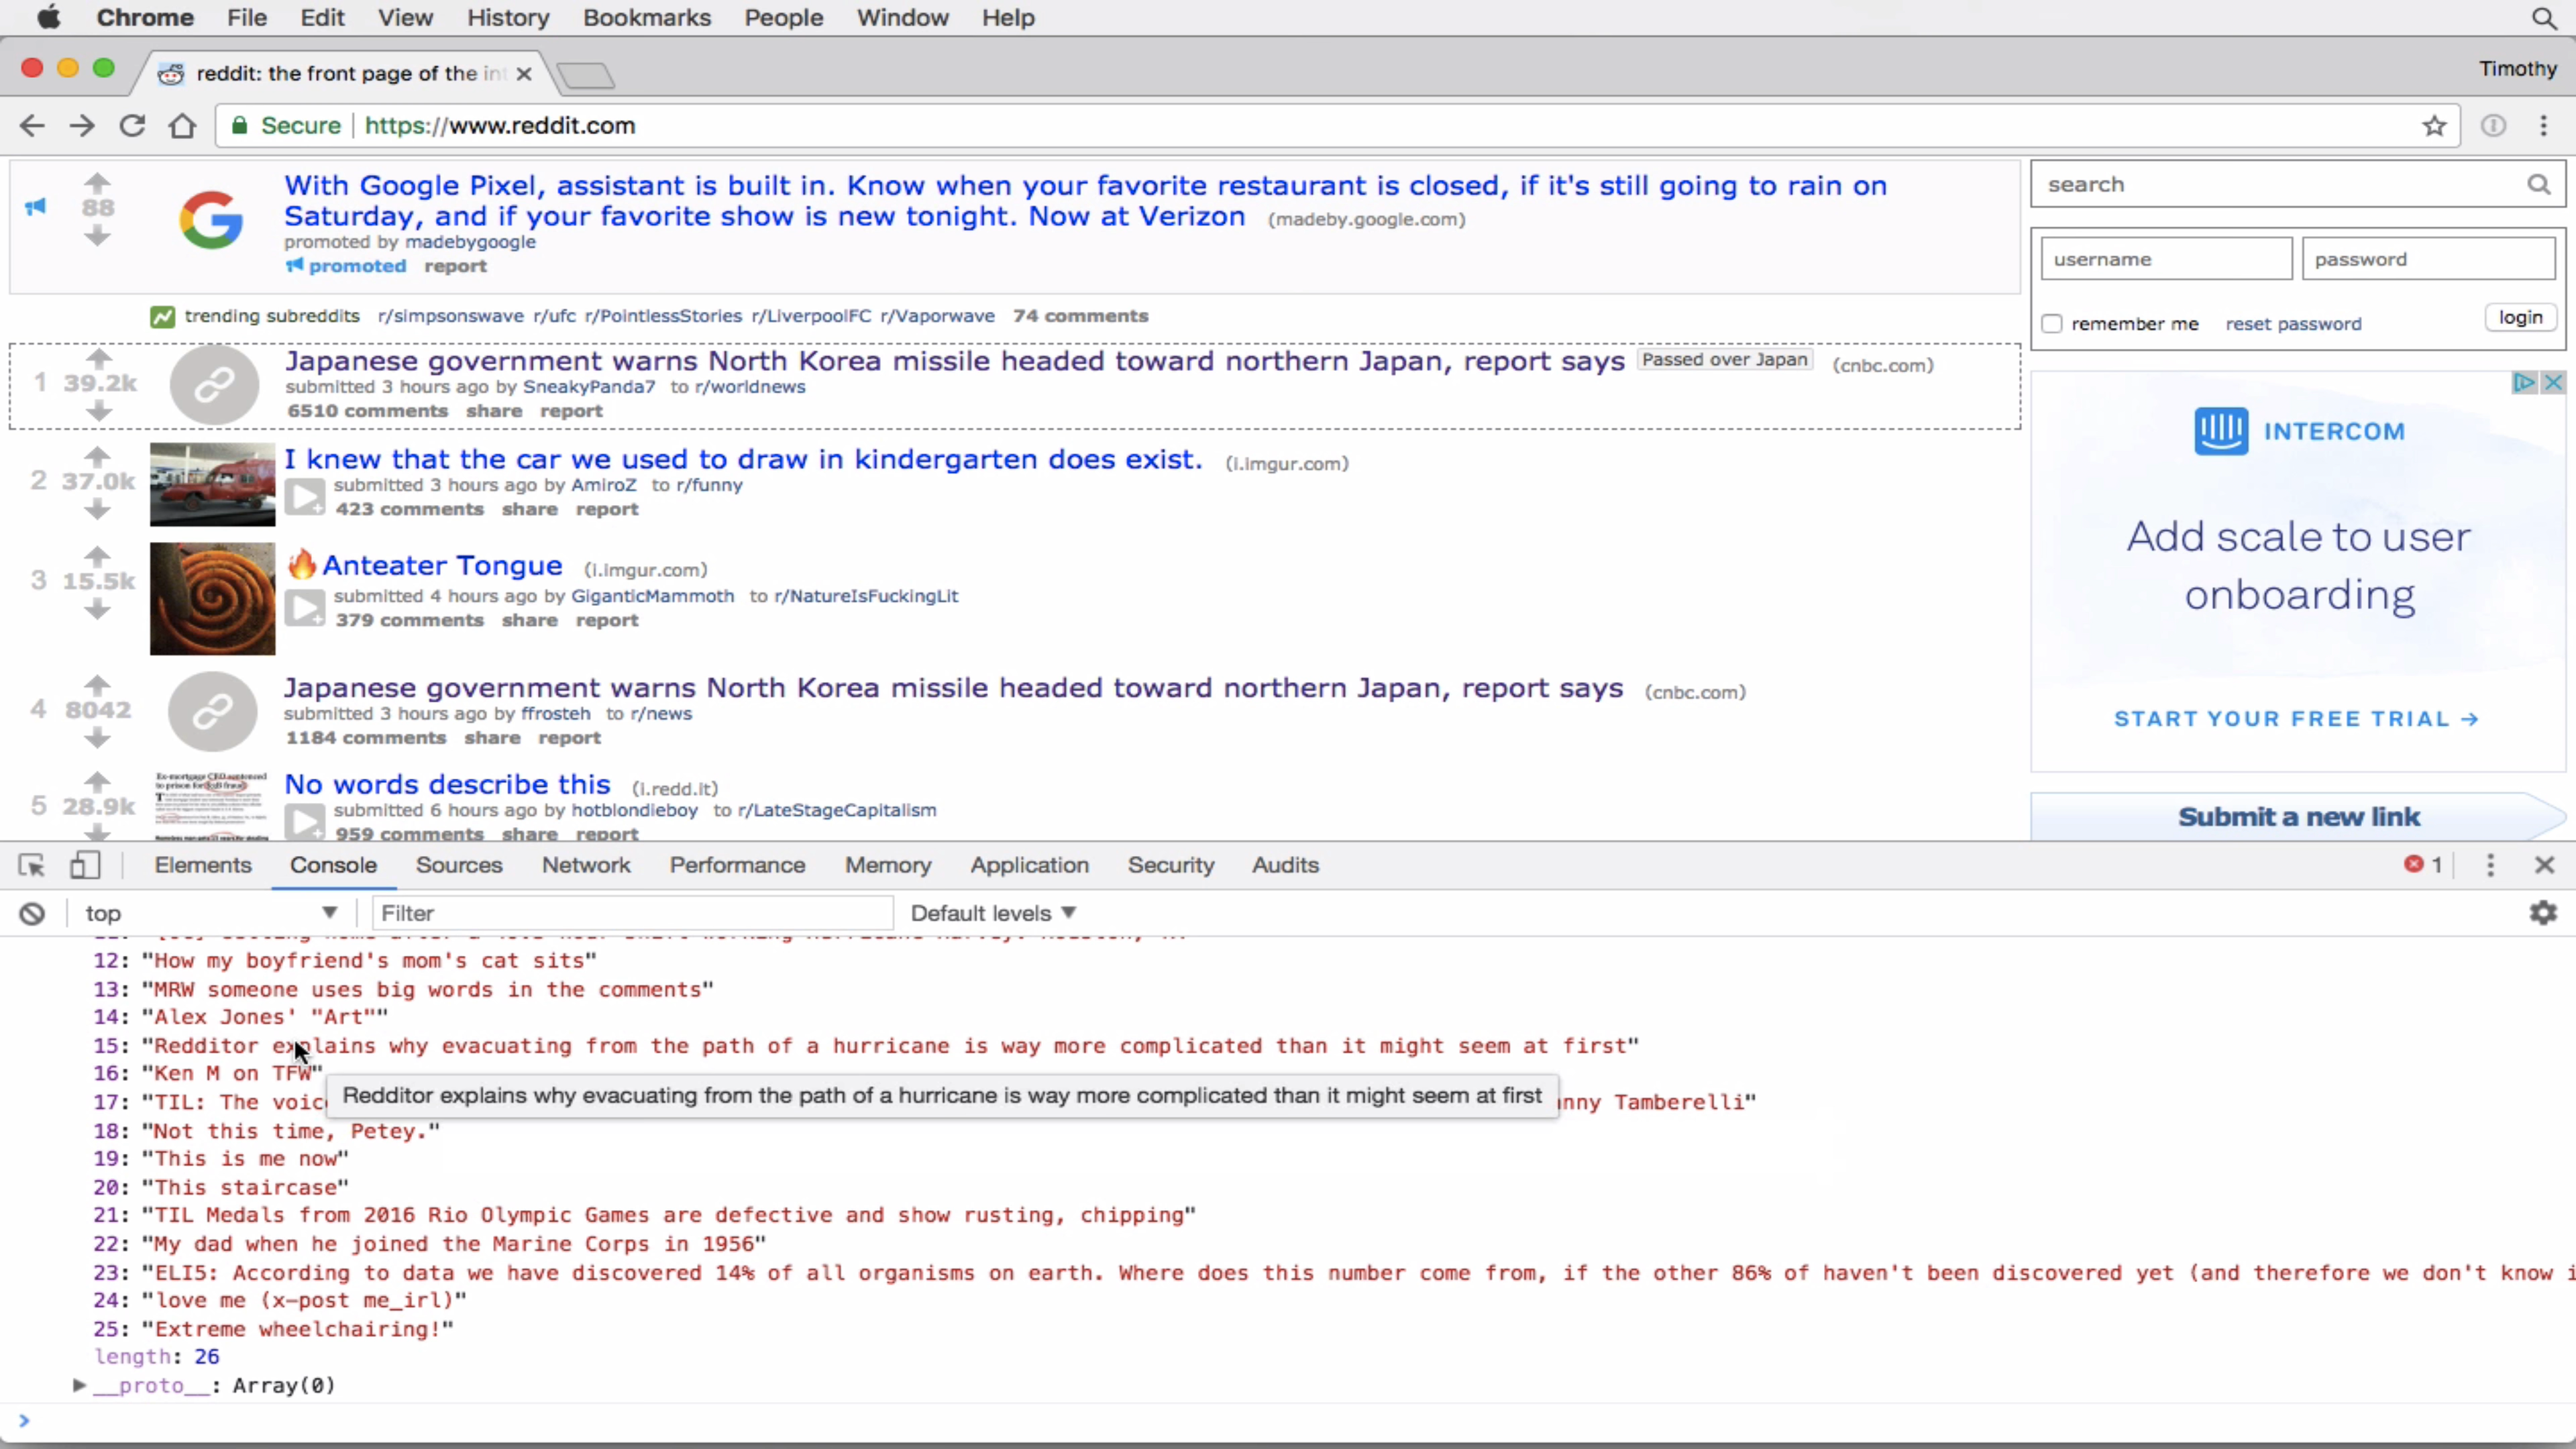 Chrome File Edit View History Bookmarks People Window Help
reddit: the front page of the int
Timothy
Secure https://www.reddit.com
88
With Google Pixel, assistant is built in. Know when your favorite restaurant is closed, if it's still going to rain on
Saturday, and if your favorite show is new tonight. Now at Verizon (madeby.google.com)
promoted by madebygoogle
promoted report
search
username password
remember me reset password login
trending subreddits r/simpsonswave r/ufc r/PointlessStories r/LiverpoolFC r/Vaporwave 74 comments
1 39.2k
Japanese government warns North Korea missile headed toward northern Japan, report says Passed over Japan (cnbc.com)
submitted 3 hours ago by SneakyPanda7 to r/worldnews
6510 comments share report
2 37.0k
I knew that the car we used to draw in kindergarten does exist. (i.imgur.com)
submitted 3 hours ago by AmiroZ to r/funny
423 comments share report
3 15.5k
🔥Anteater Tongue (i.imgur.com)
submitted 4 hours ago by GiganticMammoth to r/NatureIsFuckingLit
379 comments share report
4 8042
Japanese government warns North Korea missile headed toward northern Japan, report says (cnbc.com)
submitted 3 hours ago by ffrosteh to r/news
1184 comments share report
5 28.9k
Ex-mortgage CEO sentenced
to prison for $3B fraud
No words describe this (i.redd.it)
submitted 6 hours ago by hotblondieboy to r/LateStageCapitalism
959 comments share report
INTERCOM
Add scale to user
onboarding
START YOUR FREE TRIAL →
Submit a new link
Elements Console Sources Network Performance Memory Application Security Audits 1
top Filter Default levels
12: "How my boyfriend's mom's cat sits"
13: "MRW someone uses big words in the comments"
14: "Alex Jones' "Art""
15: "Redditor explains why evacuating from the path of a hurricane is way more complicated than it might seem at first"
16: "Ken M on TFW"
Redditor explains why evacuating from the path of a hurricane is way more complicated than it might seem at first
17: "TIL: The voic nny Tamberelli"
18: "Not this time, Petey."
19: "This is me now"
20: "This staircase"
21: "TIL Medals from 2016 Rio Olympic Games are defective and show rusting, chipping"
22: "My dad when he joined the Marine Corps in 1956"
23: "ELI5: According to data we have discovered 14% of all organisms on earth. Where does this number come from, if the other 86% of haven't been discovered yet (and therefore we don't know i
24: "love me (x-post me_irl)"
25: "Extreme wheelchairing!"
length: 26
__proto__: Array(0)